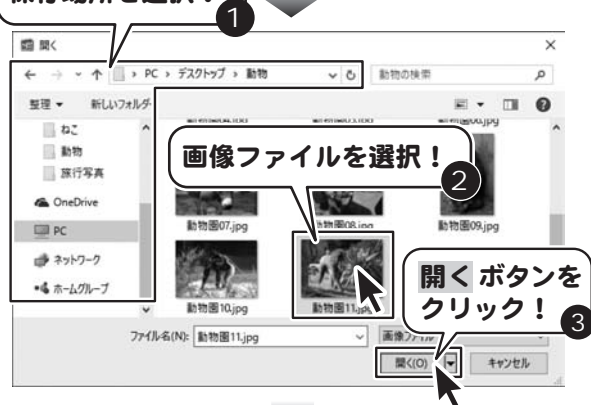 保存場所を選択！
1
開く
PC › デスクトップ › 動物
動物の検索
整理
新しいフォルダー
ねこ
動物
旅行写真
OneDrive
PC
ネットワーク
ホームグループ
画像ファイルを選択！
2
動物園07.jpg
動物園08.jpg
動物園09.jpg
動物園10.jpg
動物園11.jpg
開く ボタンを
クリック！
3
ファイル名(N):
動物園11.jpg
画像ファイル
開く(O)
キャンセル